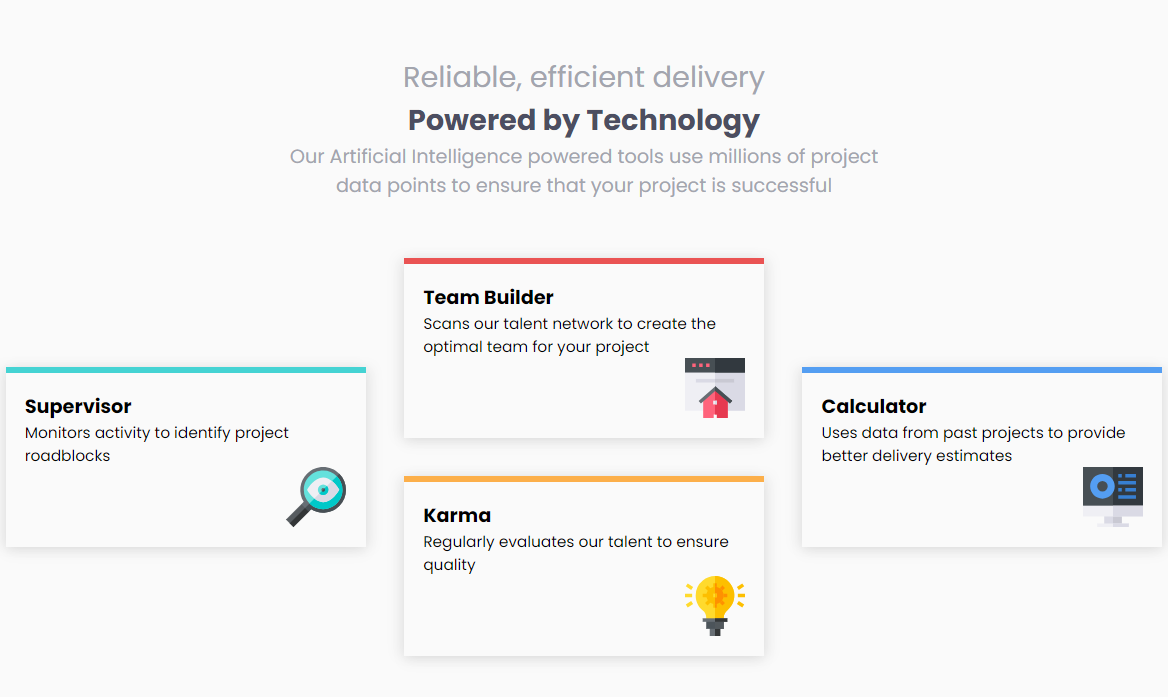 Reliable, efficient delivery
Powered by Technology
Our Artificial Intelligence powered tools use millions of project
data points to ensure that your project is successful
Supervisor
Monitors activity to identify project
roadblocks
Team Builder
Scans our talent network to create the
optimal team for your project
Karma
Regularly evaluates our talent to ensure
quality
Calculator
Uses data from past projects to provide
better delivery estimates